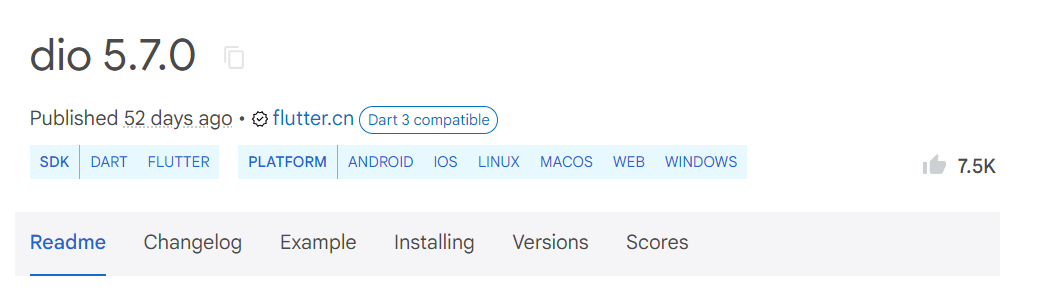 dio 5.7.0
Published 52 days ago • flutter.cn Dart 3 compatible
SDK DART FLUTTER PLATFORM ANDROID IOS LINUX MACOS WEB WINDOWS 7.5K
Readme Changelog Example Installing Versions Scores